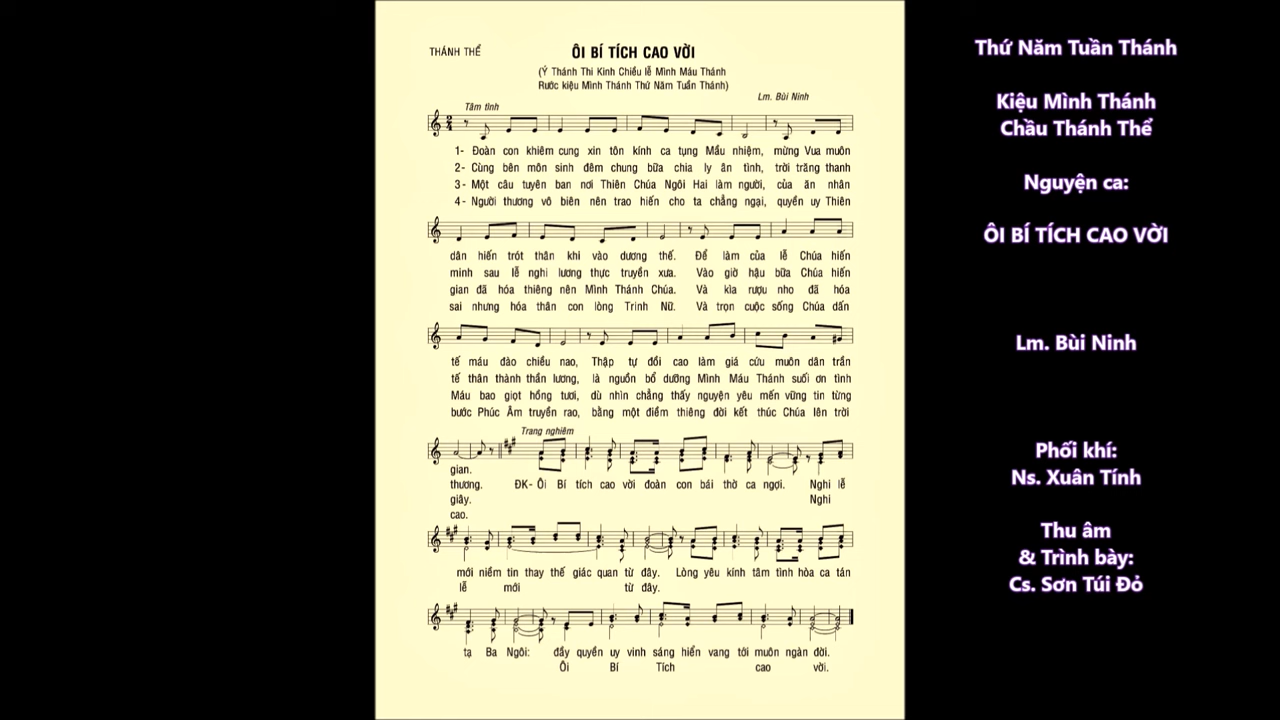 THÁNH THỂ
ÔI BÍ TÍCH CAO VỜI
(Ý Thánh Thi Kinh Chiều lễ Mình Máu Thánh
Rước kiệu Mình Thánh Thứ Năm Tuần Thánh)
Lm. Bùi Ninh
Tâm tình
1- Đoàn con khiêm cung xin tôn kính ca tụng Mầu nhiệm, mừng Vua muôn
2- Cùng bên môn sinh đêm chung bữa chia ly ân tình, trời trăng thanh
3- Một câu tuyên ban nơi Thiên Chúa Ngôi Hai làm người, của ăn nhân
4- Người thương vô biên nên trao hiến cho ta chẳng ngại, quyền uy Thiên
dân hiến trót thân khi vào dương thế. Để làm của lễ Chúa hiến
minh sau lễ nghi lương thực truyền xưa. Vào giờ hậu bữa Chúa hiến
gian đã hóa thiêng nên Mình Thánh Chúa. Và kìa rượu nho đã hóa
sai nhưng hóa thân con lòng Trinh Nữ. Và trọn cuộc sống Chúa dấn
tế máu đào chiều nao, Thập tự đồi cao làm giá cứu muôn dân trần
tế thân thành thần lương, là nguồn bổ dưỡng Mình Máu Thánh suối ơn tình
Máu bao giọt hồng tươi, dù nhìn chẳng thấy nguyện yêu mến vững tin từng
bước Phúc Âm truyền rao, bằng một điểm thiêng đời kết thúc Chúa lên trời
Trang nghiêm
gian.
thương. ĐK- Ôi Bí tích cao vời đoàn con bái thờ ca ngợi. Nghi lễ
giây. Nghi
cao.
mới niềm tin thay thế giác quan từ đây. Lòng yêu kính tâm tình hòa ca tán
lễ mới từ đây.
tạ Ba Ngôi: đầy quyền uy vinh sáng hiển vang tới muôn ngàn đời.
Ôi Bí Tích cao vời.
Thứ Năm Tuần Thánh
Kiệu Mình Thánh
Chầu Thánh Thể
Nguyện ca:
ÔI BÍ TÍCH CAO VỜI
Lm. Bùi Ninh
Phối khí:
Ns. Xuân Tính
Thu âm
& Trình bày:
Cs. Sơn Túi Đỏ